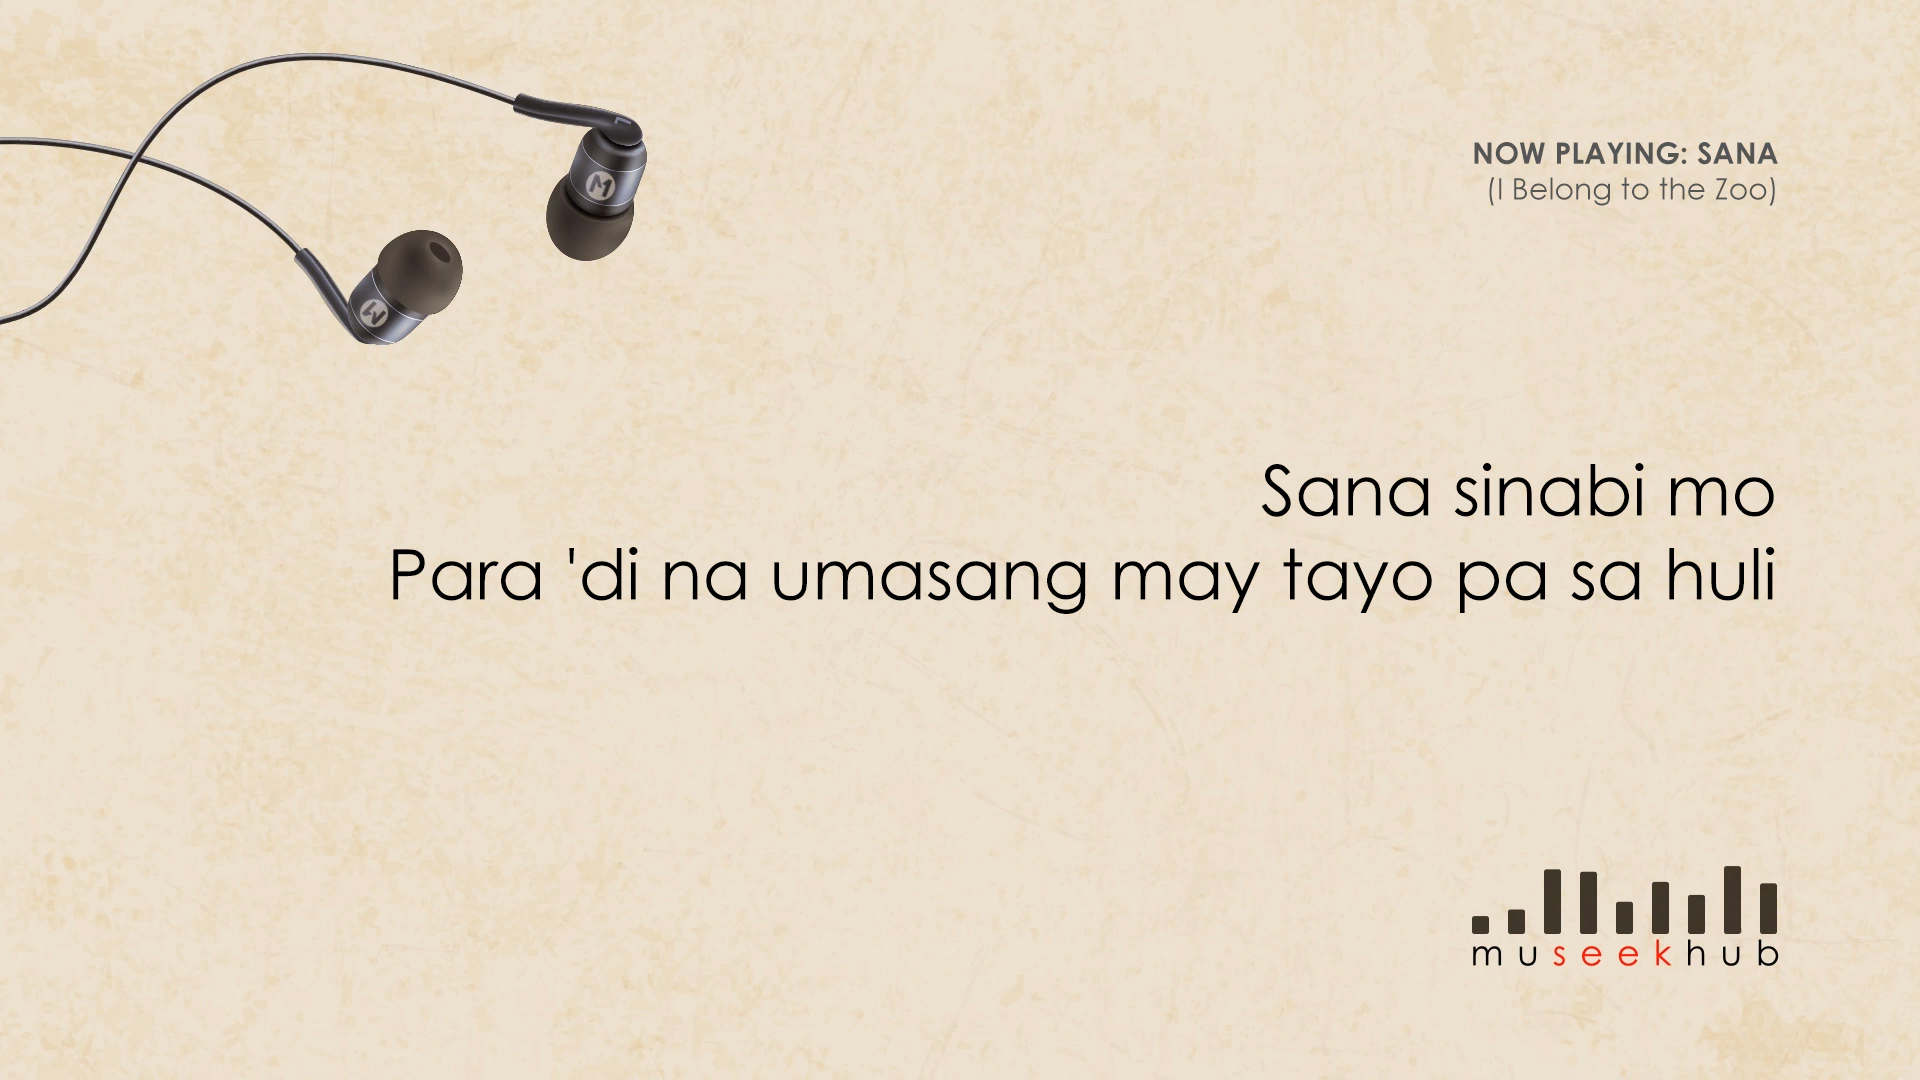 NOW PLAYING: SANA
(I Belong to the Zoo)
Sana sinabi mo
Para 'di na umasang may tayo pa sa huli
museekhub